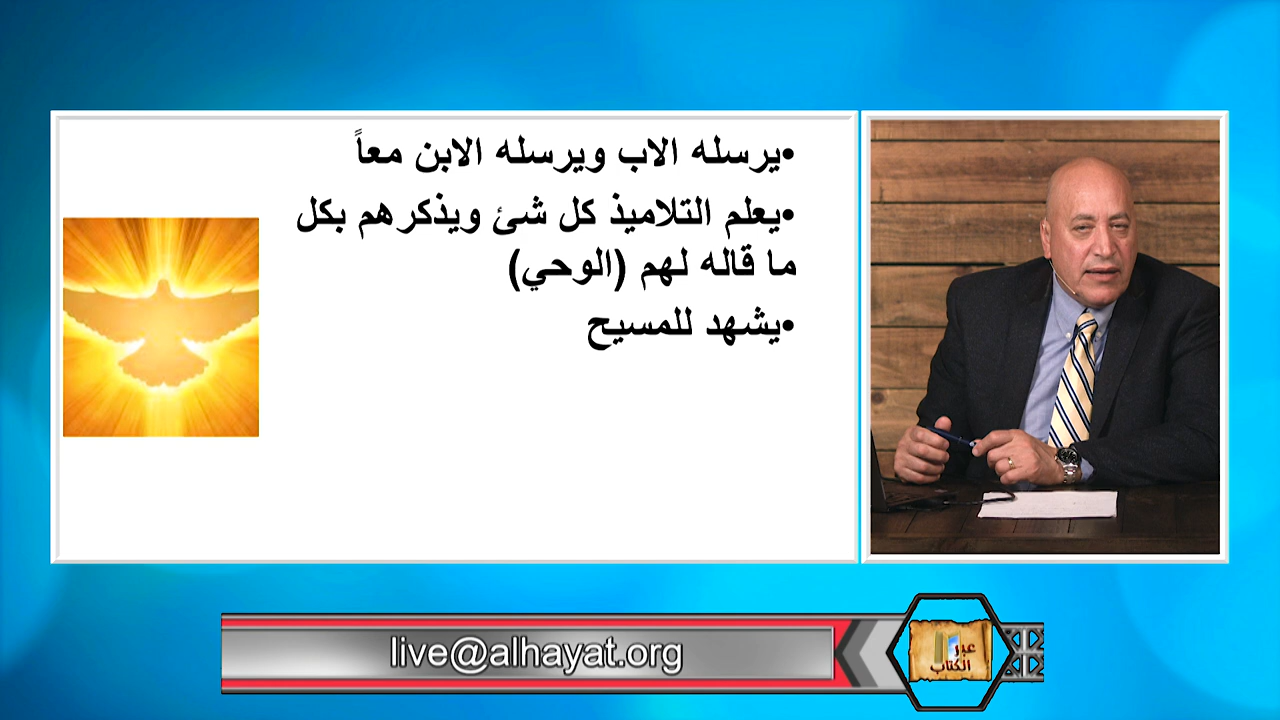 •يرسله الاب ويرسله الابن معاً
•يعلم التلاميذ كل شئ ويذكرهم بكل
ما قاله لهم (الوحي)
•يشهد للمسيح
live@alhayat.org
عبر
الكتاب